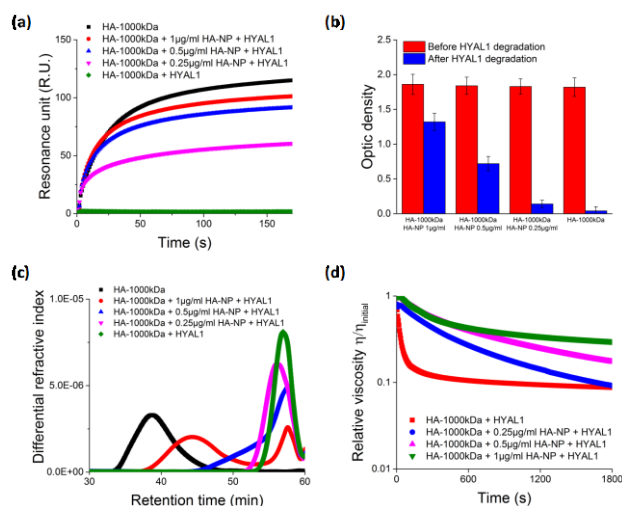 (a)
HA-1000kDa
HA-1000kDa + 1μg/ml HA-NP + HYAL1
HA-1000kDa + 0.5μg/ml HA-NP + HYAL1
HA-1000kDa + 0.25μg/ml HA-NP + HYAL1
HA-1000kDa + HYAL1
Resonance unit (R.U.)
150
100
50
0
0 50 100 150
Time (s)
(b)
Before HYAL1 degradation
After HYAL1 degradation
Optic density
2.5
2.0
1.5
1.0
0.5
0.0
HA-1000kDa HA-1000kDa HA-1000kDa HA-1000kDa
HA-NP 1μg/ml HA-NP 0.5μg/ml HA-NP 0.25μg/ml
(c)
HA-1000kDa
HA-1000kDa + 1μg/ml HA-NP + HYAL1
HA-1000kDa + 0.5μg/ml HA-NP + HYAL1
HA-1000kDa + 0.25μg/ml HA-NP + HYAL1
HA-1000kDa + HYAL1
Differential refractive index
1.0E-05
5.0E-06
0.0E+00
30 40 50 60
Retention time (min)
(d)
Relative viscosity η/ηinitial
1
0.1
0.01
HA-1000kDa + HYAL1
HA-1000kDa + 0.25μg/ml HA-NP + HYAL1
HA-1000kDa + 0.5μg/ml HA-NP + HYAL1
HA-1000kDa + 1μg/ml HA-NP + HYAL1
0 600 1200 1800
Time (s)